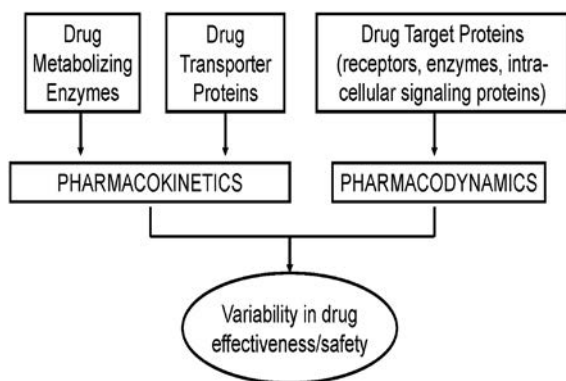 Drug
Metabolizing
Enzymes
Drug
Transporter
Proteins
Drug Target Proteins
(receptors, enzymes, intra-
cellular signaling proteins)
PHARMACOKINETICS
PHARMACODYNAMICS
Variability in drug
effectiveness/safety